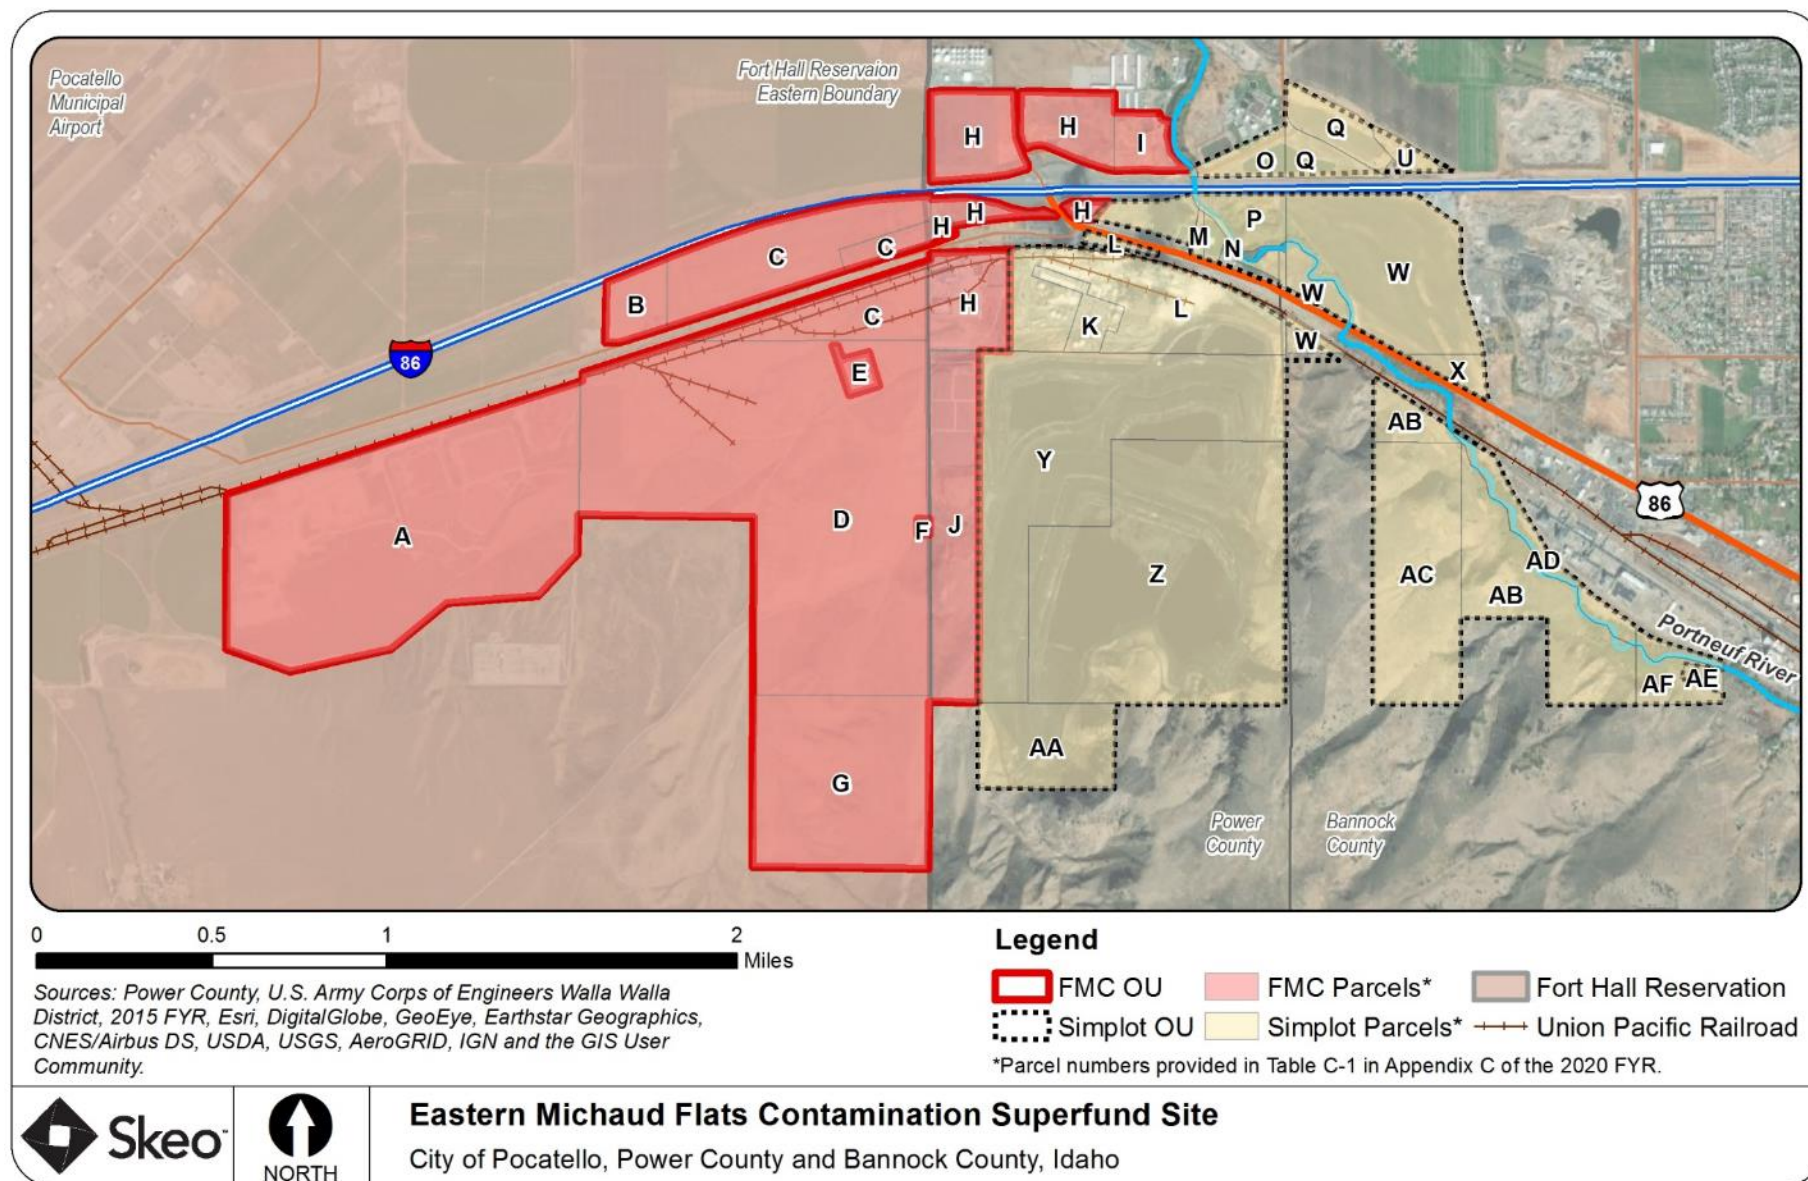 Pocatello
Municipal
Airport
Fort Hall Reservaion
Eastern Boundary
H
H
I
Q
O
Q
U
H
H
H
C
C
B
M
N
P
L
W
W
W
X
C
H
K
L
E
Y
AB
A
D
F
J
Z
AC
AD
AB
86
86
Portneuf River
AF
AE
AA
G
Power
County
Bannock
County
0
0.5
1
2
Miles
Sources: Power County, U.S. Army Corps of Engineers Walla Walla
District, 2015 FYR, Esri, DigitalGlobe, GeoEye, Earthstar Geographics,
CNES/Airbus DS, USDA, USGS, AeroGRID, IGN and the GIS User
Community.
Legend
FMC OU
FMC Parcels*
Fort Hall Reservation
Simplot OU
Simplot Parcels*
Union Pacific Railroad
*Parcel numbers provided in Table C-1 in Appendix C of the 2020 FYR.
Skeo
NORTH
Eastern Michaud Flats Contamination Superfund Site
City of Pocatello, Power County and Bannock County, Idaho